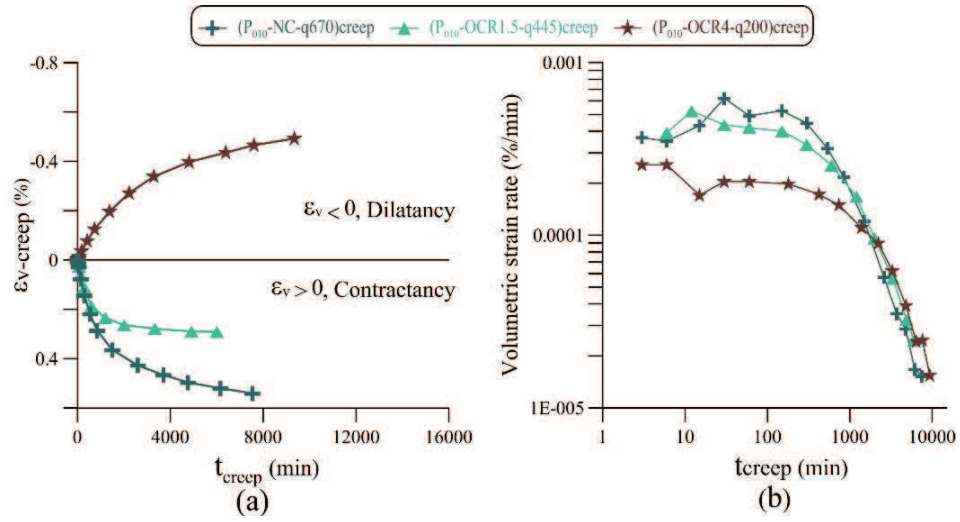 (P010-NC-q670)creep (P010-OCR1.5-q445)creep (P010-OCR4-q200)creep
-0.8
-0.4
0
0.4
εv-creep (%)
εv < 0, Dilatancy
εv > 0, Contractancy
0 4000 8000 12000 16000
tcreep (min)
(a)
0.001
0.0001
1E-005
Volumetric strain rate (%/min)
1 10 100 1000 10000
tcreep (min)
(b)